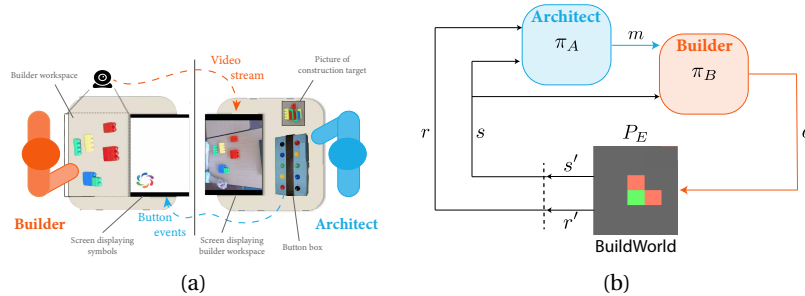 Video
stream
Picture of
construction target
Builder workspace
Builder
Architect
Button
events
Screen displaying
symbols
Screen displaying
builder workspace
Button box
(a)
Architect
π_A
m
Builder
π_B
r
s
P_E
s′
r′
BuildWorld
(b)